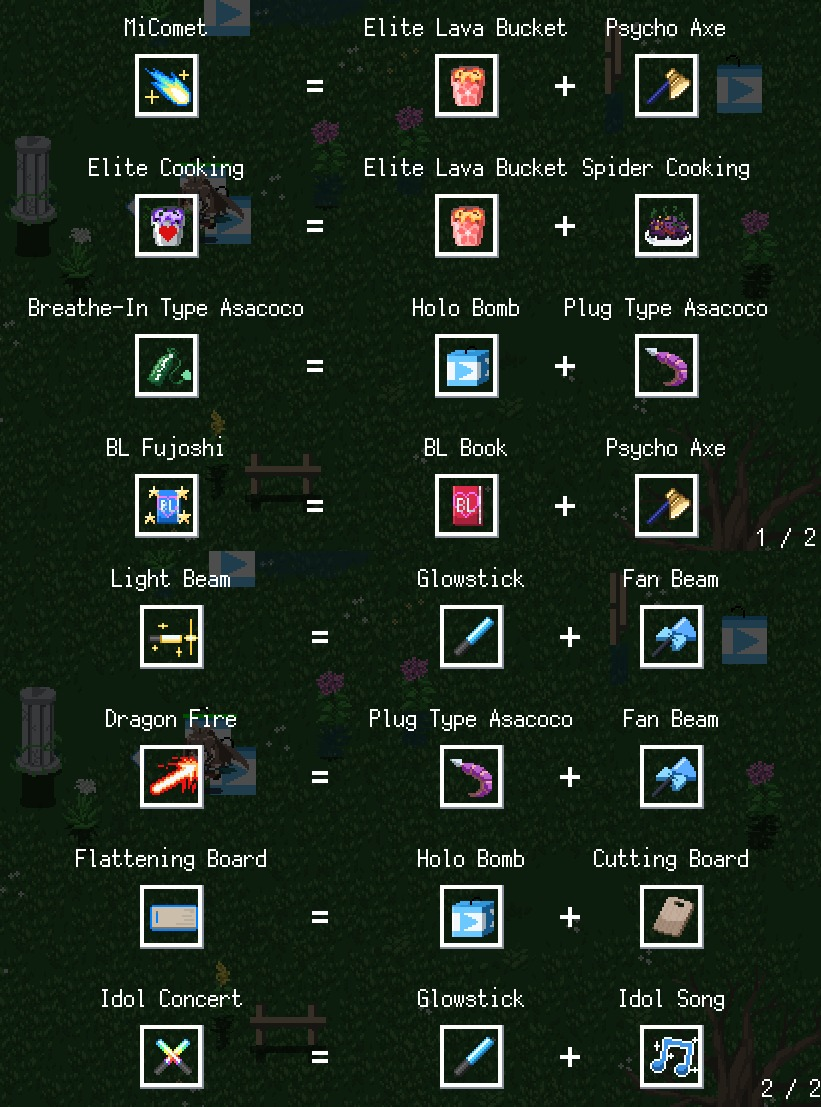 MiComet = Elite Lava Bucket + Psycho Axe
Elite Cooking = Elite Lava Bucket + Spider Cooking
Breathe-In Type Asacoco = Holo Bomb + Plug Type Asacoco
BL Fujoshi = BL Book + Psycho Axe
BL BL
1 / 2
Light Beam = Glowstick + Fan Beam
Dragon Fire = Plug Type Asacoco + Fan Beam
Flattening Board = Holo Bomb + Cutting Board
Idol Concert = Glowstick + Idol Song
2 / 2